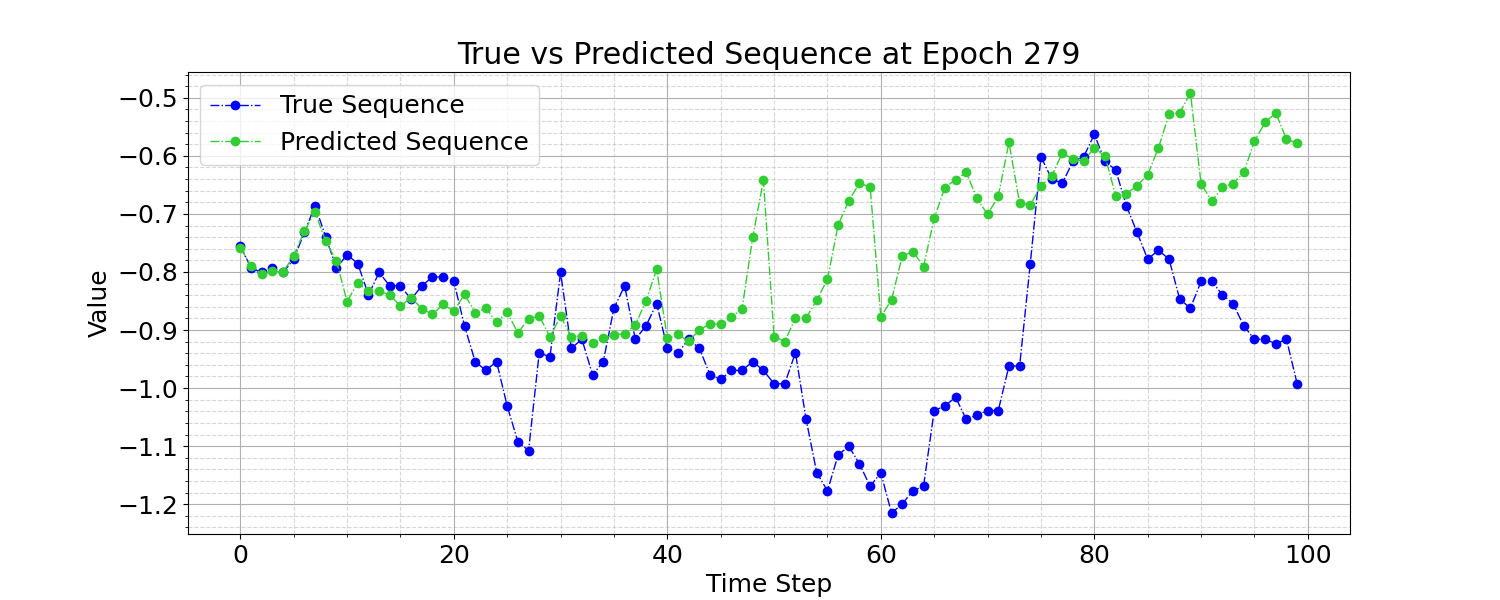 True vs Predicted Sequence at Epoch 279
True Sequence
Predicted Sequence
Value
−0.5
−0.6
−0.7
−0.8
−0.9
−1.0
−1.1
−1.2
0 20 40 60 80 100
Time Step